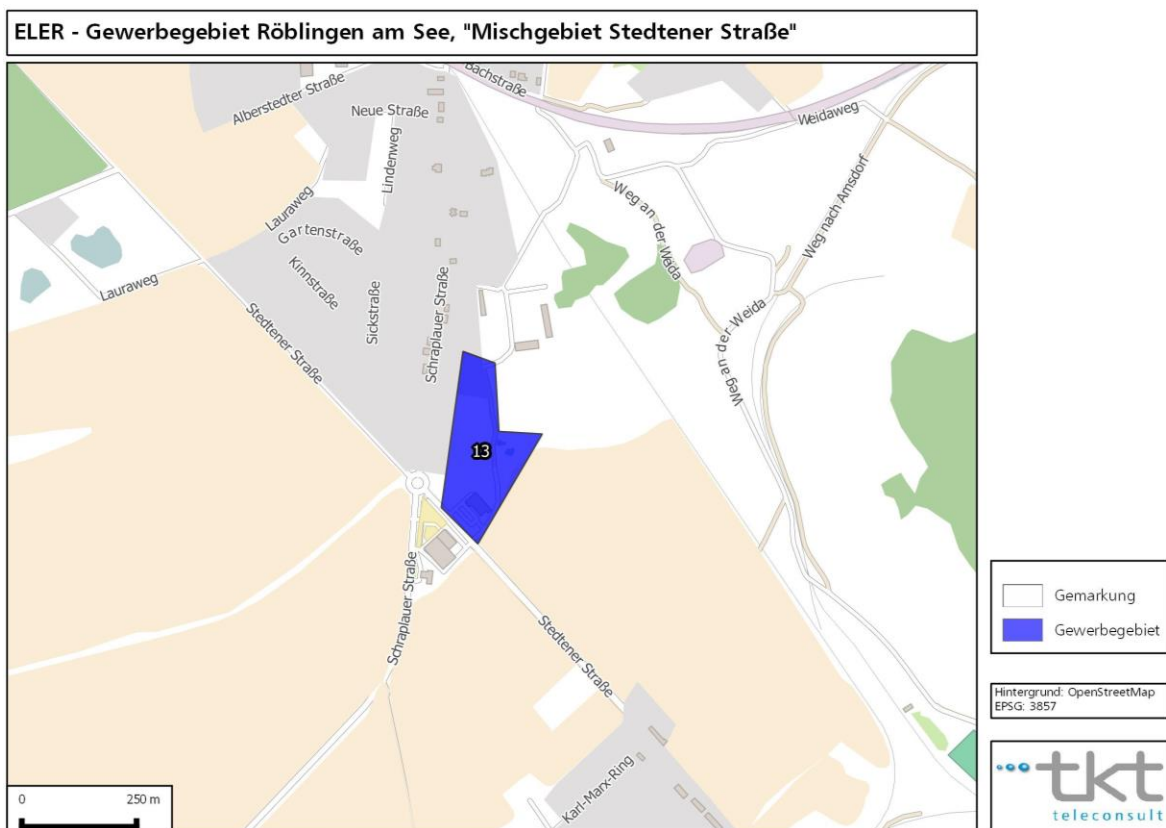 ELER - Gewerbegebiet Röblingen am See, "Mischgebiet Stedtener Straße"
Bachstraße
Alberstedter Straße
Neue Straße
Weidaweg
Lindenweg
Weg an der Weida
Weg nach Amsdorf
Lauraweg
Gartenstraße
Kinnstraße
Lauraweg
Sickstraße
Schraplauer Straße
Stedtener Straße
Weg an der Weida
13
Schraplauer Straße
Stedtener Straße
Karl-Marx-Ring
0 250 m
Gemarkung
Gewerbegebiet
Hintergrund: OpenStreetMap
EPSG: 3857
tkt
teleconsult